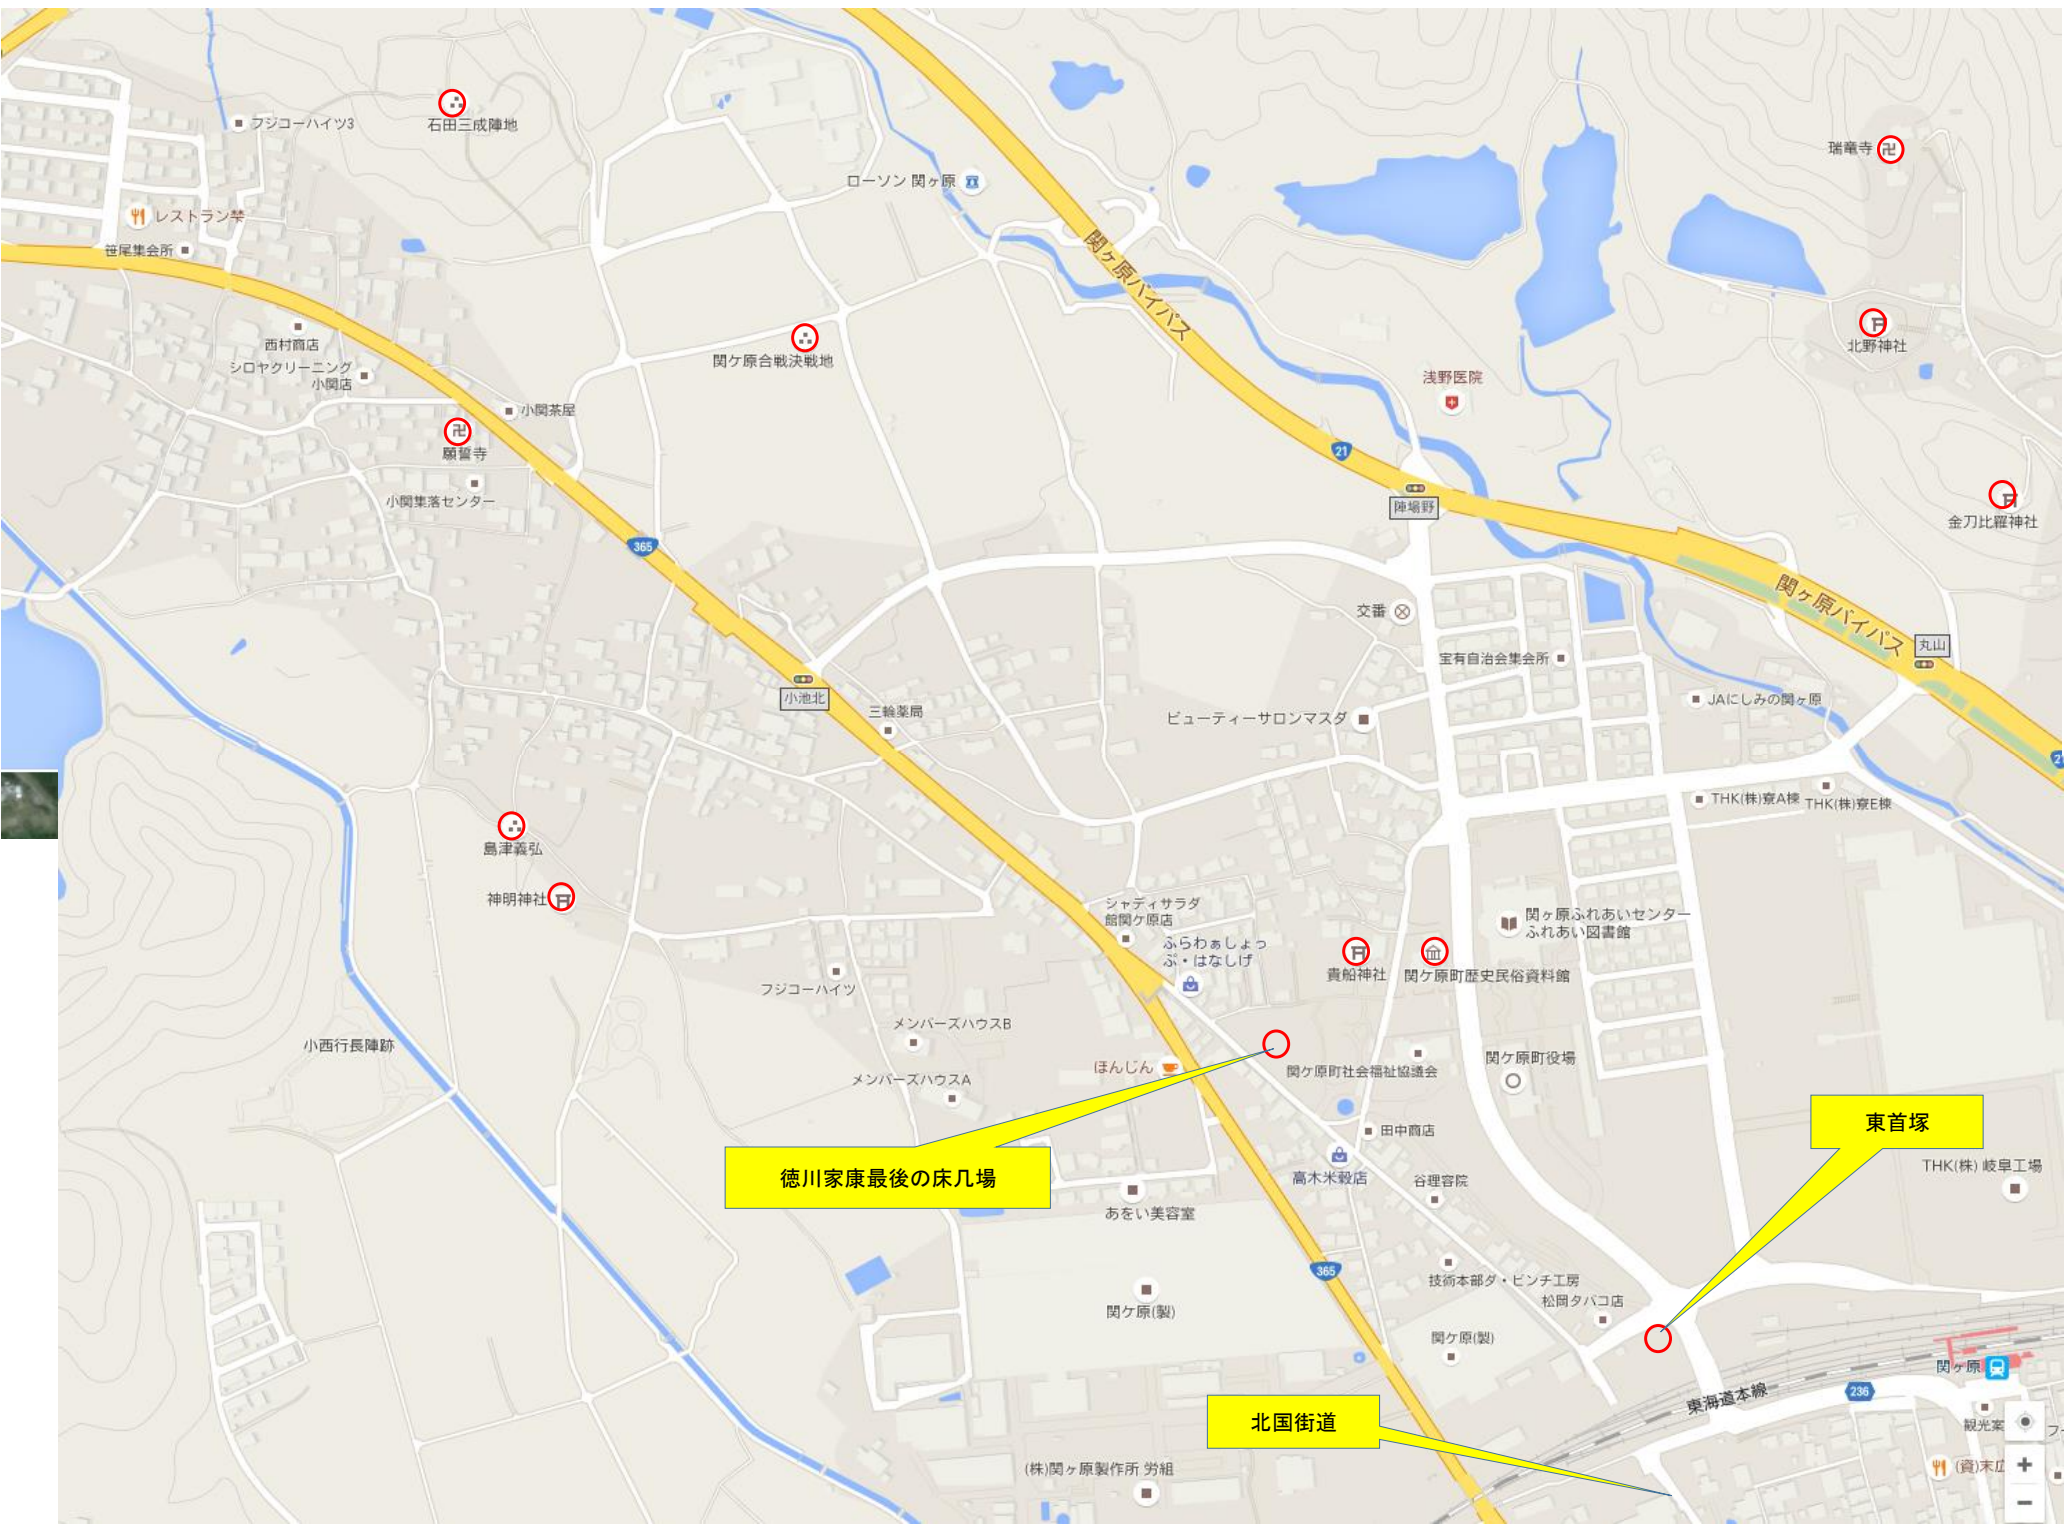 石田三成陣地
フジコーハイツ3
瑞竜寺
ローソン 関ヶ原
レストラン桊
笹尾集会所
関ヶ原バイパス
西村商店
シロヤクリーニング
小関店
関ケ原合戦決戦地
北野神社
浅野医院
小関茶屋
願誓寺
21
小関集落センター
陣場野
金刀比羅神社
365
関ヶ原バイパス
交番
丸山
宝有自治会集会所
小池北
三輪薬局
ビューティーサロンマスダ
JAにしみの関ヶ原
21
THK(株)寮A棟
THK(株)寮E棟
島津義弘
神明神社
シャディサラダ
館関ケ原店
ふらわぁしょっ
ぷ・はなしげ
関ヶ原ふれあいセンター
ふれあい図書館
貴船神社
関ケ原町歴史民俗資料館
フジコーハイツ
メンバーズハウスB
小西行長陣跡
ほんじん
関ケ原町社会福祉協議会
関ケ原町役場
メンバーズハウスA
田中商店
東首塚
徳川家康最後の床几場
高木米穀店
谷理容院
THK(株) 岐阜工場
あをい美容室
365
技術本部ダ・ビンチ工房
松岡タバコ店
関ケ原(製)
関ケ原(製)
関ヶ原
東海道本線
236
北国街道
観光案
フー
(株)関ヶ原製作所 労組
(資)末広
+
−